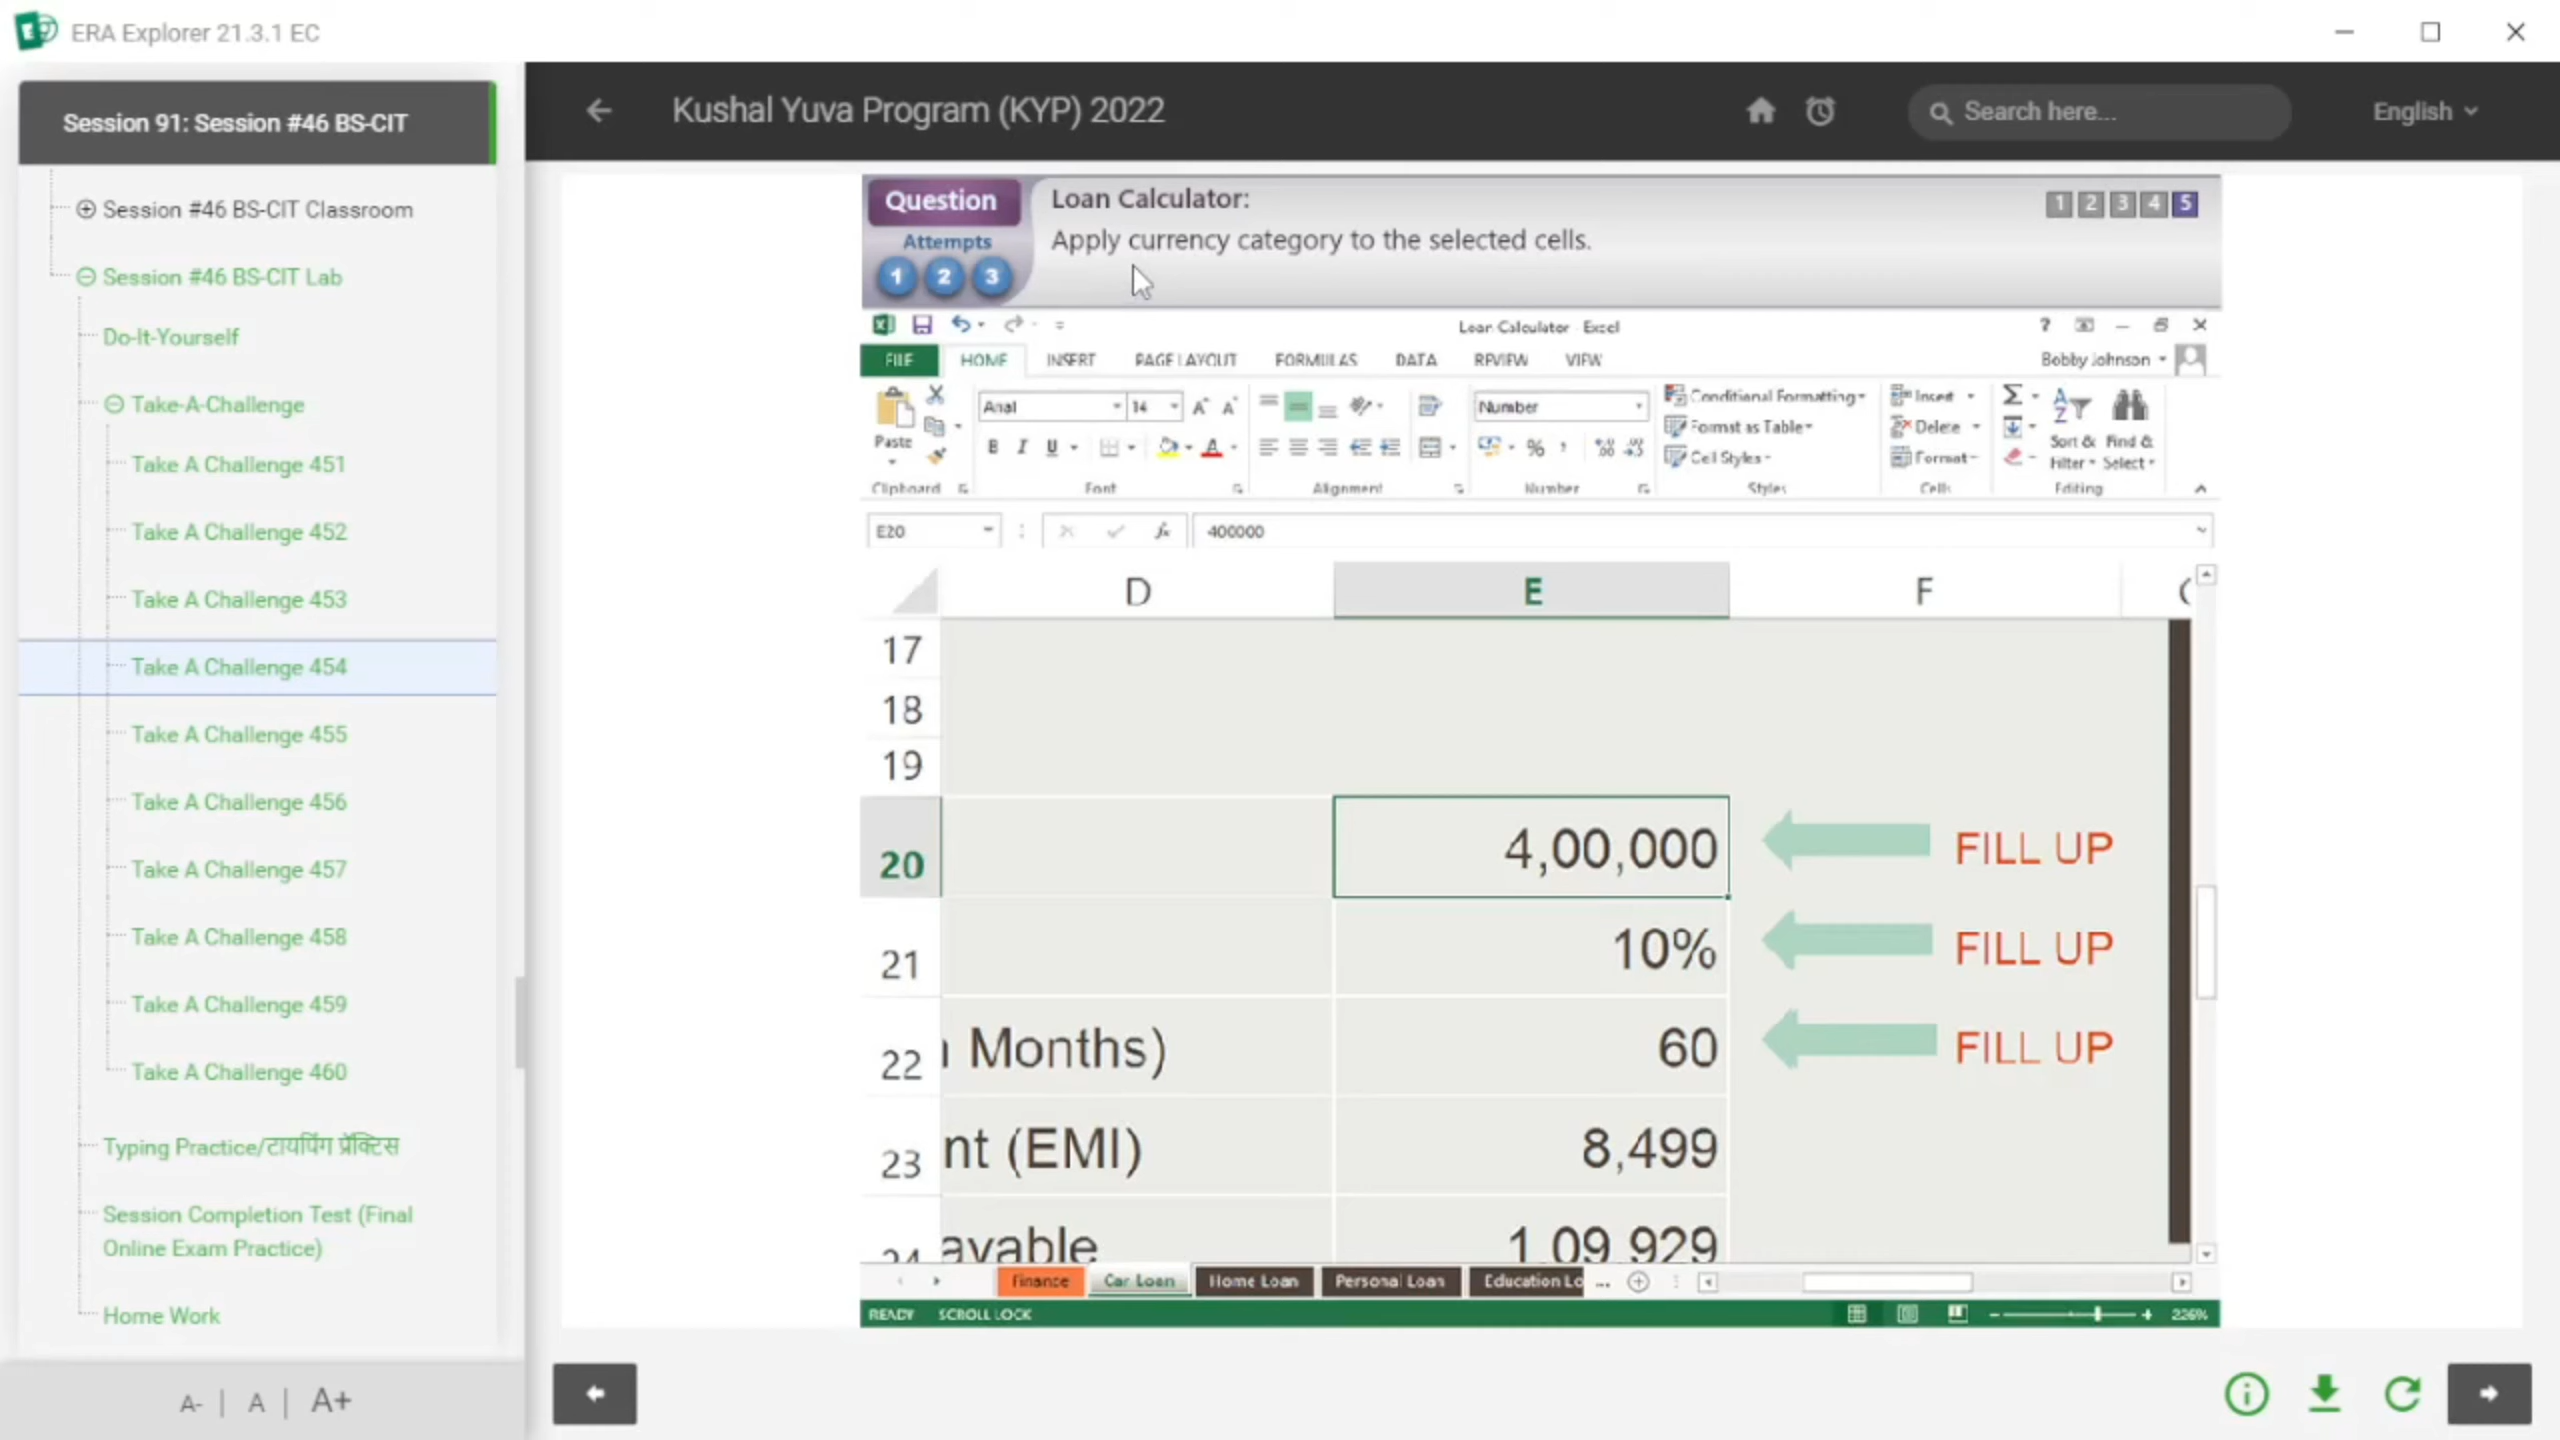 ERA Explorer 21.3.1 EC
Session 91: Session #46 BS-CIT
Session #46 BS-CIT Classroom
Session #46 BS-CIT Lab
Do-It-Yourself
Take-A-Challenge
Take A Challenge 451
Take A Challenge 452
Take A Challenge 453
Take A Challenge 454
Take A Challenge 455
Take A Challenge 456
Take A Challenge 457
Take A Challenge 458
Take A Challenge 459
Take A Challenge 460
Typing Practice/टायपिंग प्रॅक्टिस
Session Completion Test (Final
Online Exam Practice)
Home Work
A- | A | A+
Kushal Yuva Program (KYP) 2022
Search here...
English
Question
Attempts
1 2 3
Loan Calculator:
Apply currency category to the selected cells.
1 2 3 4 5
Loan Calculator - Excel
FILE HOME INSERT PAGE LAYOUT FORMULAS DATA REVIEW VIEW
Bobby Johnson
Paste
Clipboard
Arial 14
B I U
Font
Alignment
Number
%
Number
Conditional Formatting
Format as Table
Cell Styles
Styles
Insert
Delete
Format
Cells
Sort & Filter
Find & Select
Editing
E20 fx 400000
D E F
17
18
19
20 4,00,000 FILL UP
21 10% FILL UP
22 Months) 60 FILL UP
23 nt (EMI) 8,499
24 ayable 1,09,929
Finance Car Loan Home Loan Personal Loan Education Lo ...
READY SCROLL LOCK
226%